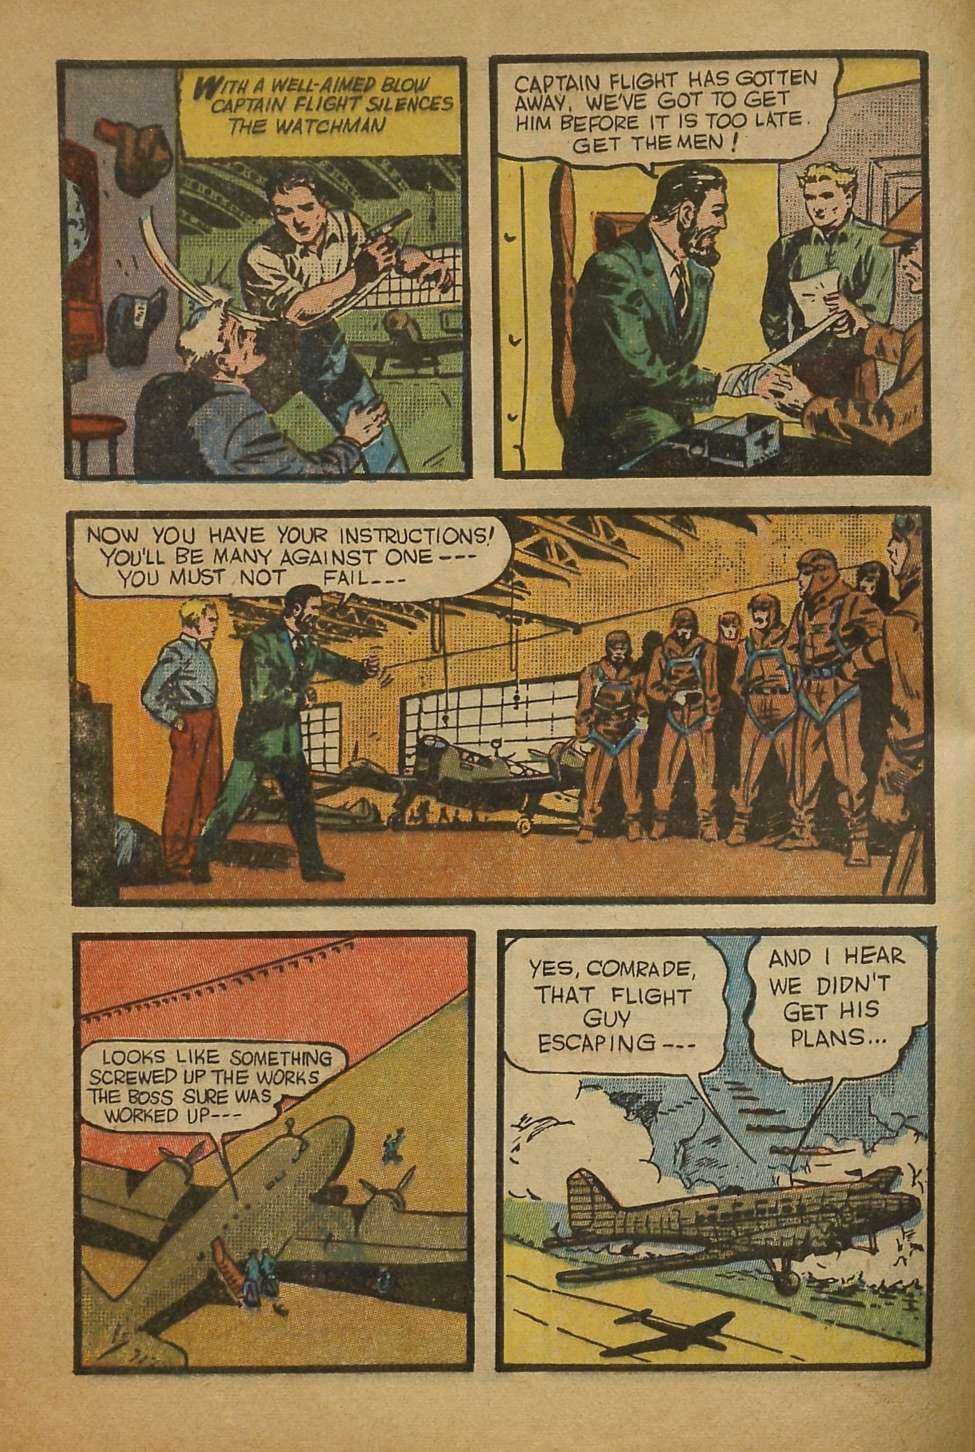 WITH A WELL-AIMED BLOW
CAPTAIN FLIGHT SILENCES
THE WATCHMAN
CAPTAIN FLIGHT HAS GOTTEN
AWAY, WE'VE GOT TO GET
HIM BEFORE IT IS TOO LATE.
GET THE MEN!
NOW YOU HAVE YOUR INSTRUCTIONS!
YOU'LL BE MANY AGAINST ONE----
YOU MUST NOT FAIL---
LOOKS LIKE SOMETHING
SCREWED UP THE WORKS
THE BOSS SURE WAS
WORKED UP---
YES, COMRADE,
THAT FLIGHT
GUY
ESCAPING---
AND I HEAR
WE DIDN'T
GET HIS
PLANS...